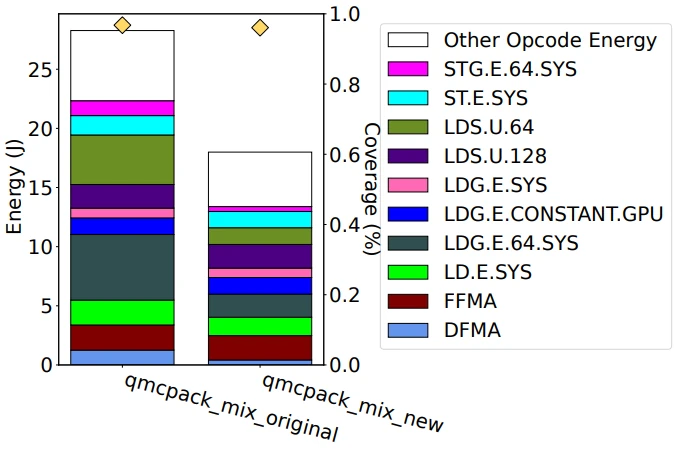 Energy (J)
25
20
15
10
5
0
1.0
0.8
0.6
0.4
0.2
0.0
Coverage (%)
qmcpack_mix_original
qmcpack_mix_new
Other Opcode Energy
STG.E.64.SYS
ST.E.SYS
LDS.U.64
LDS.U.128
LDG.E.SYS
LDG.E.CONSTANT.GPU
LDG.E.64.SYS
LD.E.SYS
FFMA
DFMA